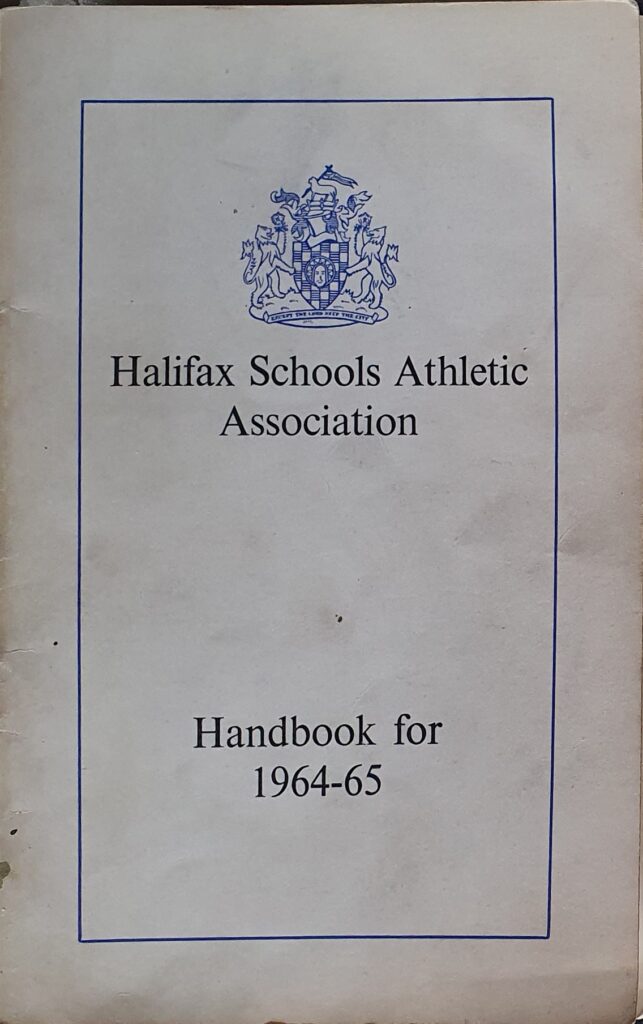 EXCEPT THE LORD KEEP THE CITY
Halifax Schools Athletic
Association
Handbook for
1964-65